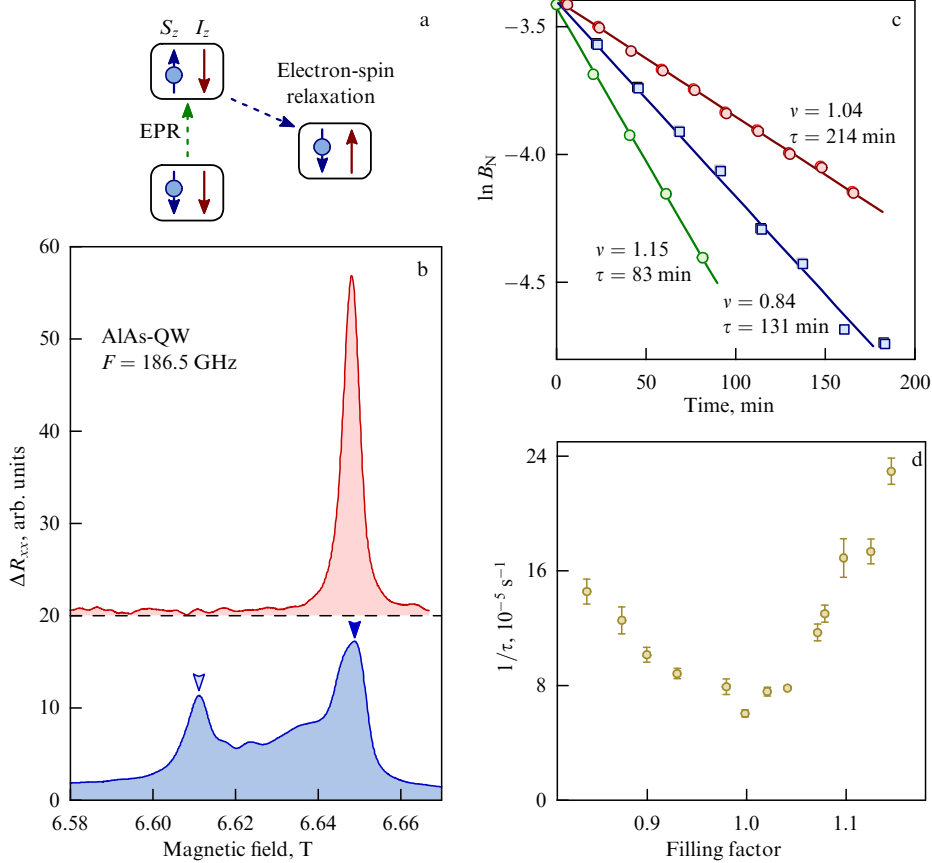 a
S_z I_z
EPR
Electron-spin
relaxation
b
60
50
40
30
20
20
10
0
ΔR_xx, arb. units
AlAs-QW
F = 186.5 GHz
6.58 6.60 6.62 6.64 6.66
Magnetic field, T
c
−3.5
−4.0
−4.5
ln B_N
ν = 1.04
τ = 214 min
ν = 1.15
τ = 83 min
ν = 0.84
τ = 131 min
0 50 100 150 200
Time, min
d
24
16
8
0
1/τ, 10⁻⁵ s⁻¹
0.9 1.0 1.1
Filling factor